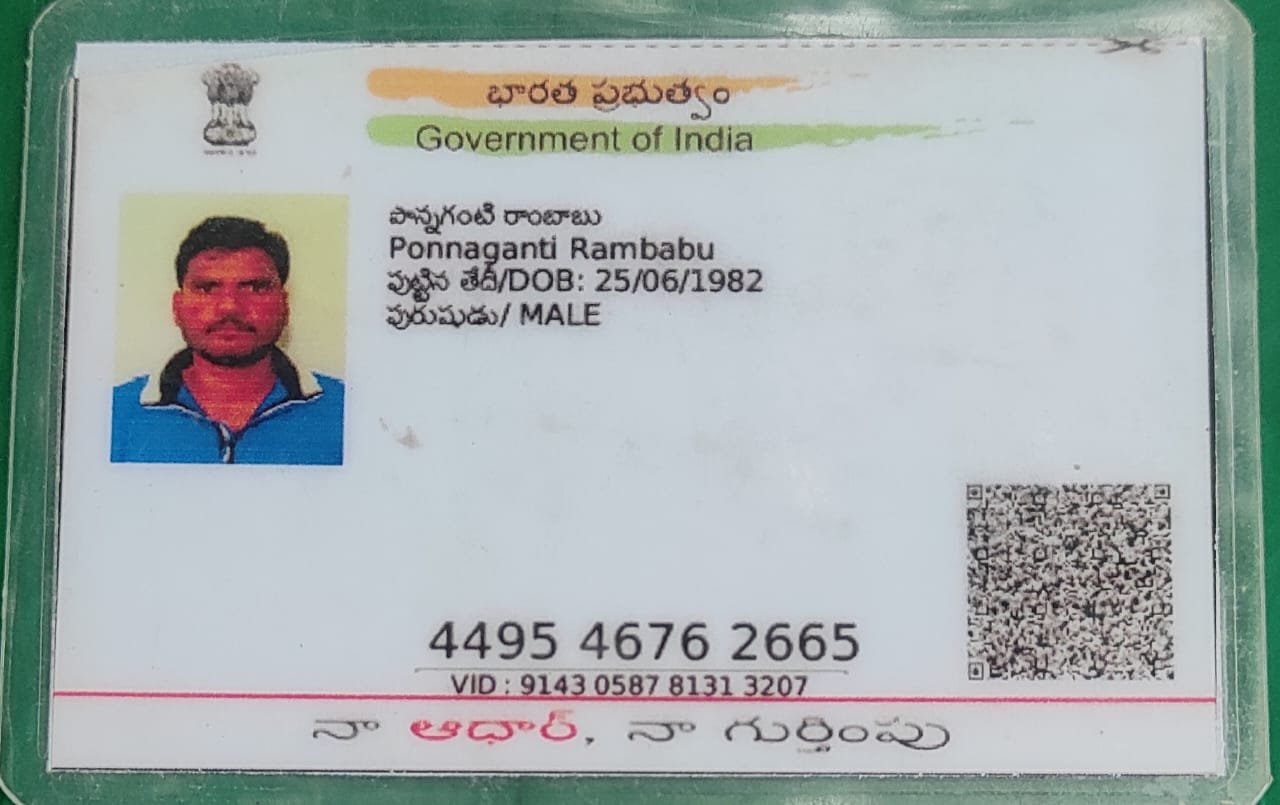 భారత ప్రభుత్వం
Government of India
పొన్నగంటి రాంబాబు
Ponnaganti Rambabu
పుట్టిన తేదీ/DOB: 25/06/1982
పురుషుడు/ MALE
4495 4676 2665
VID : 9143 0587 8131 3207
నా ఆధార్, నా గుర్తింపు